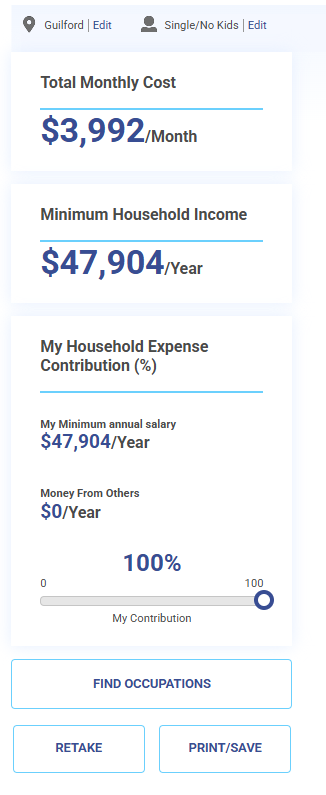 Guilford | Edit Single/No Kids | Edit
Total Monthly Cost
$3,992/Month
Minimum Household Income
$47,904/Year
My Household Expense
Contribution (%)
My Minimum annual salary
$47,904/Year
Money From Others
$0/Year
100%
0 100
My Contribution
FIND OCCUPATIONS
RETAKE PRINT/SAVE